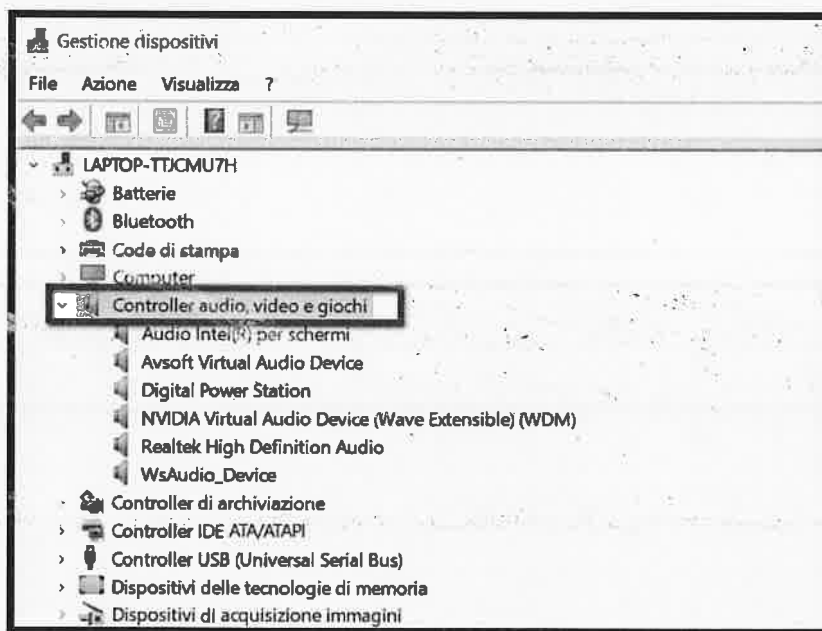 Gestione dispositivi
File Azione Visualizza ?
LAPTOP-TTJCMU7H
Batterie
Bluetooth
Code di stampa
Computer
Controller audio, video e giochi
Audio Intel(R) per schermi
Avsoft Virtual Audio Device
Digital Power Station
NVIDIA Virtual Audio Device (Wave Extensible) (WDM)
Realtek High Definition Audio
WsAudio_Device
Controller di archiviazione
Controller IDE ATA/ATAPI
Controller USB (Universal Serial Bus)
Dispositivi delle tecnologie di memoria
Dispositivi di acquisizione immagini